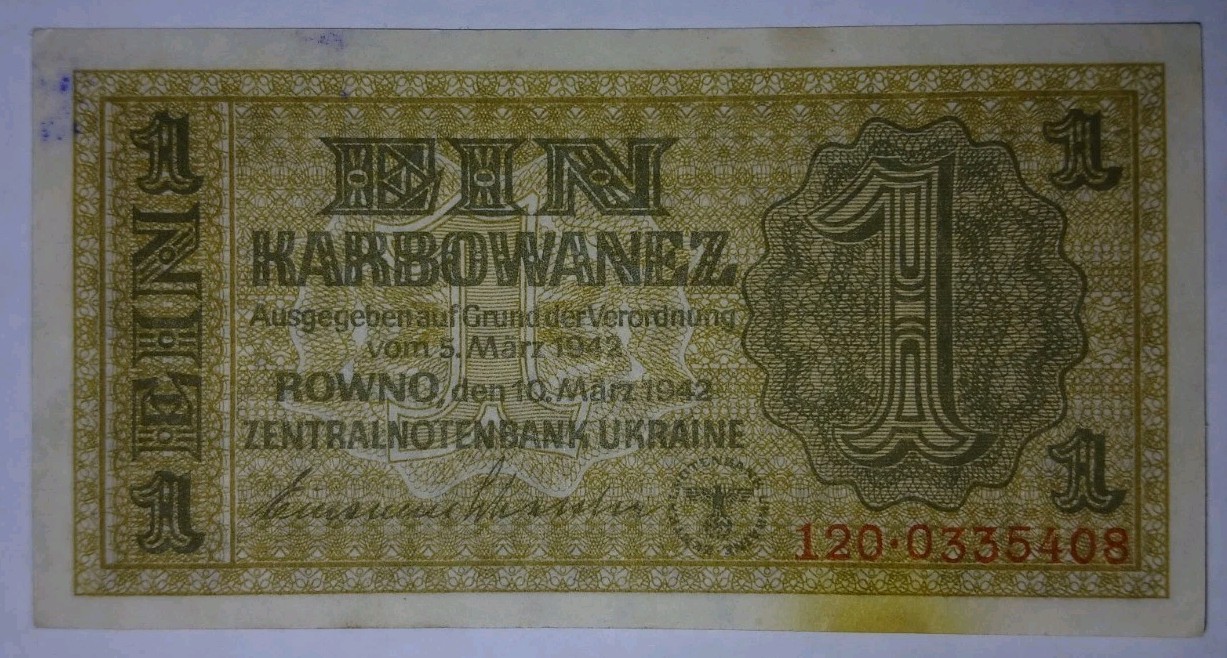 1
EIN
1
EIN
KARBOWANEZ
Ausgegeben auf Grund der Verordnung
vom 5. März 1942
ROWNO, den 10. März 1942
ZENTRALNOTENBANK UKRAINE
1
1
1
1
120·0335408